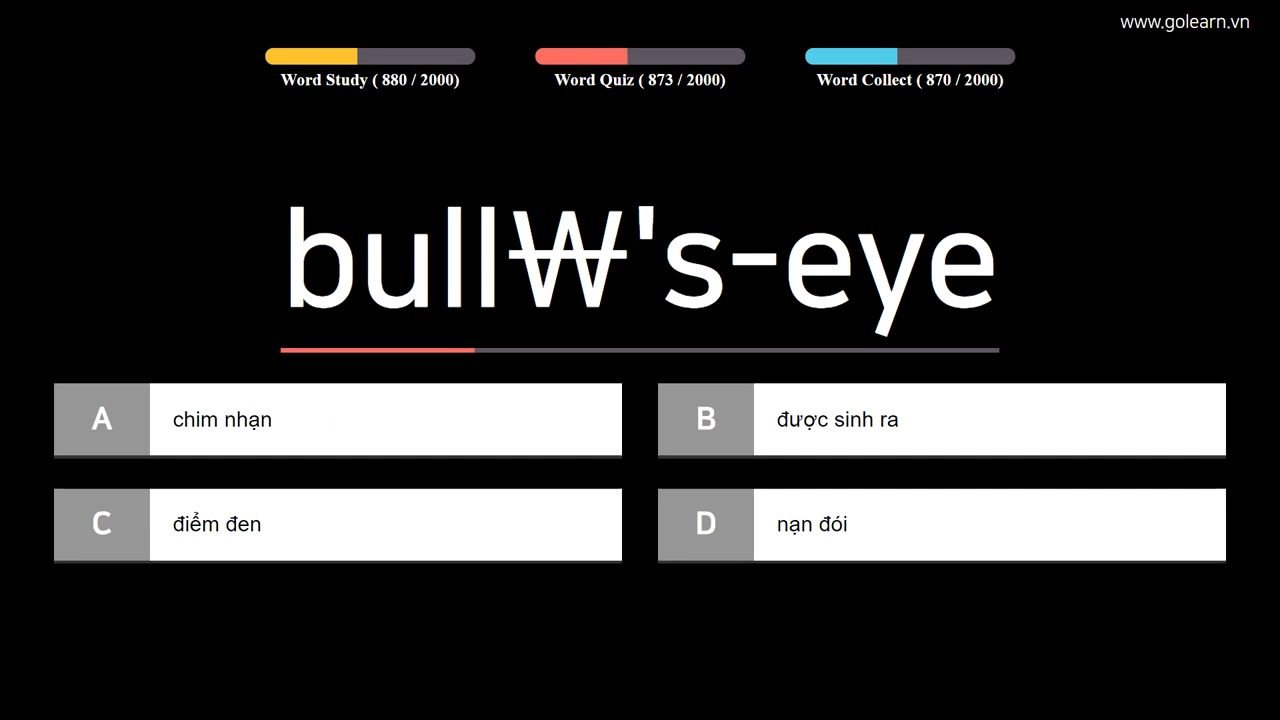 www.golearn.vn
Word Study ( 880 / 2000)
Word Quiz ( 873 / 2000)
Word Collect ( 870 / 2000)
bull₩'s-eye
A chim nhạn
B được sinh ra
C điểm đen
D nạn đói